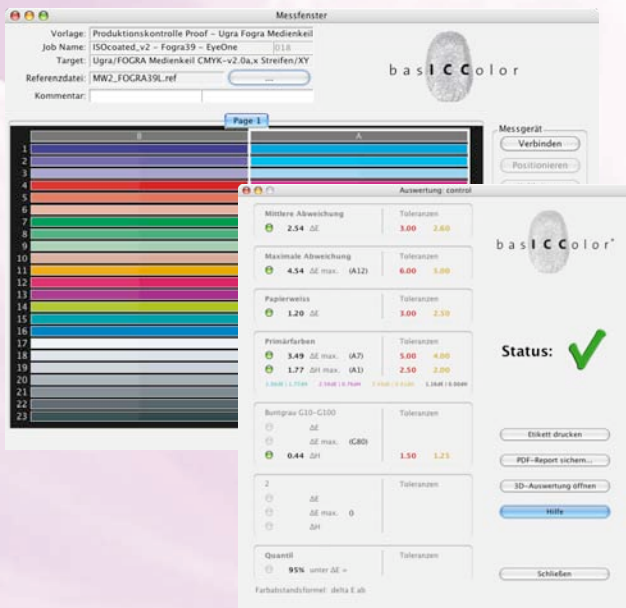 Messfenster
Vorlage: Produktionskontrolle Proof – Ugra Fogra Medienkeil
Job Name: ISOcoated_v2 – Fogra39 – EyeOne 018
Target: Ugra/FOGRA Medienkeil CMYK-v2.0a,x Streifen/XY
Referenzdatei: MW2_FOGRA39L.ref ...
Kommentar:
basICColor
Page 1
B A
1
2
3
4
5
6
7
8
9
10
11
12
13
14
15
16
17
18
19
20
21
22
23
Messgerät
Verbinden
Positionieren
Auswertung: control
Mittlere Abweichung Toleranzen
2.54 ΔE 3.00 2.60
Maximale Abweichung Toleranzen
4.54 ΔE max. (A12) 6.00 5.00
Papierweiss Toleranzen
1.20 ΔE 3.00 2.50
Primärfarben Toleranzen
3.49 ΔE max. (A7) 5.00 4.00
1.77 ΔH max. (A1) 2.50 2.00
Buntgrau G10–G100 Toleranzen
ΔE
ΔE max. (G80)
0.44 ΔH 1.50 1.25
2 Toleranzen
ΔE
ΔE max. 0
ΔH
Quantil Toleranzen
95% unter ΔE =
Farbabstandsformel: delta E ab
basICColor
Status:
Etikett drucken
PDF-Report sichern...
3D-Auswertung öffnen
Hilfe
Schließen